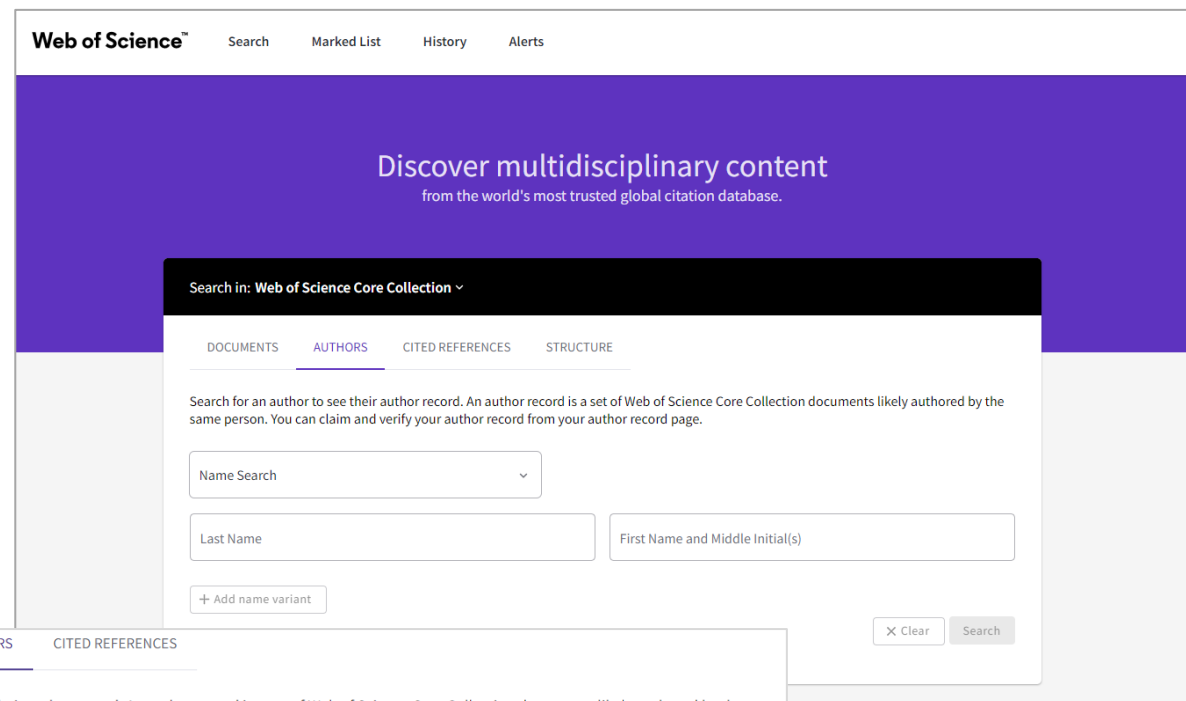 Web of Science™ Search Marked List History Alerts
Discover multidisciplinary content
from the world's most trusted global citation database.
Search in: Web of Science Core Collection
DOCUMENTS AUTHORS CITED REFERENCES STRUCTURE
Search for an author to see their author record. An author record is a set of Web of Science Core Collection documents likely authored by the
same person. You can claim and verify your author record from your author record page.
Name Search
Last Name First Name and Middle Initial(s)
+ Add name variant
× Clear Search
RS CITED REFERENCES